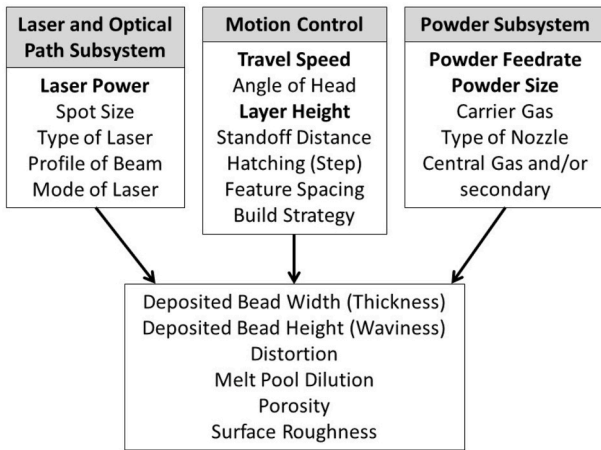 Laser and Optical
Path Subsystem
Laser Power
Spot Size
Type of Laser
Profile of Beam
Mode of Laser
Motion Control
Travel Speed
Angle of Head
Layer Height
Standoff Distance
Hatching (Step)
Feature Spacing
Build Strategy
Powder Subsystem
Powder Feedrate
Powder Size
Carrier Gas
Type of Nozzle
Central Gas and/or
secondary
Deposited Bead Width (Thickness)
Deposited Bead Height (Waviness)
Distortion
Melt Pool Dilution
Porosity
Surface Roughness